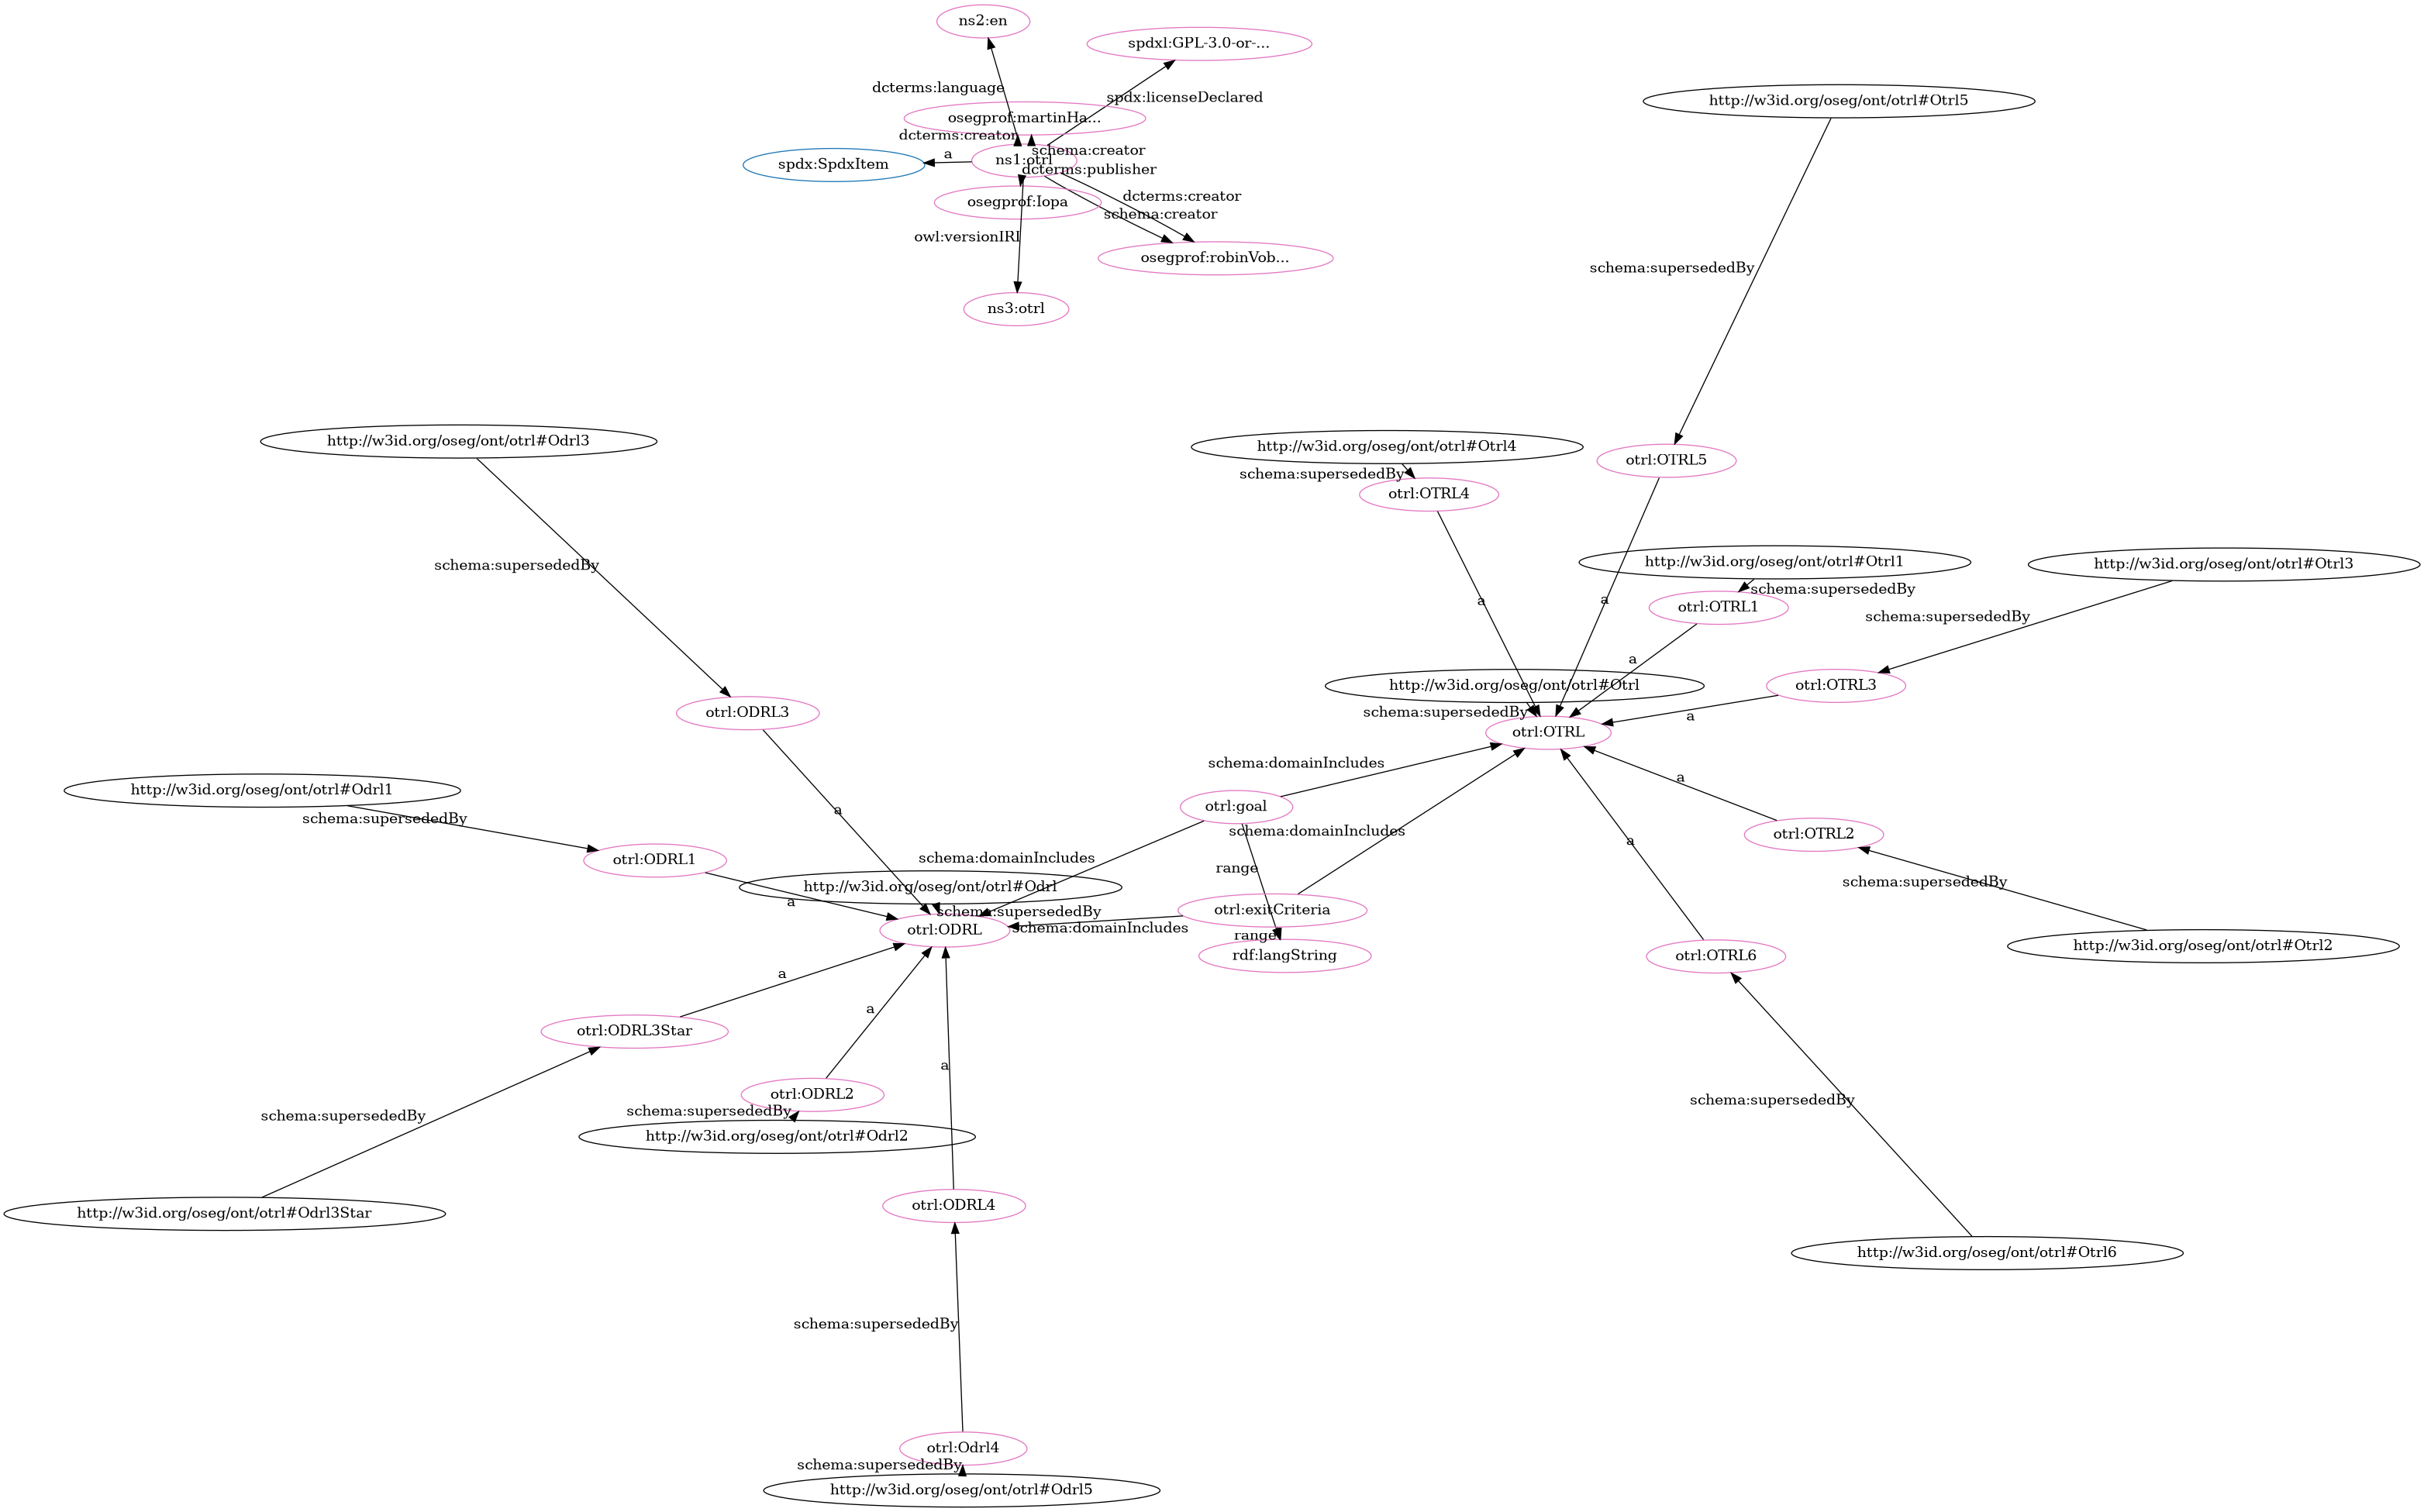 ns2:en
spdxl:GPL-3.0-or-...
dcterms:language
spdx:licenseDeclared
http://w3id.org/oseg/ont/otrl#Otrl5
osegprof:martinHa...
dcterms:creator
schema:creator
a
spdx:SpdxItem
ns1:otrl
dcterms:publisher
dcterms:creator
osegprof:Iopa
schema:creator
owl:versionIRI
osegprof:robinVob...
schema:supersededBy
ns3:otrl
http://w3id.org/oseg/ont/otrl#Odrl3
http://w3id.org/oseg/ont/otrl#Otrl4
otrl:OTRL5
schema:supersededBy
otrl:OTRL4
schema:supersededBy
http://w3id.org/oseg/ont/otrl#Otrl1
http://w3id.org/oseg/ont/otrl#Otrl3
schema:supersededBy
a
a
otrl:OTRL1
schema:supersededBy
a
http://w3id.org/oseg/ont/otrl#Otrl
otrl:OTRL3
otrl:ODRL3
schema:supersededBy
a
otrl:OTRL
schema:domainIncludes
a
http://w3id.org/oseg/ont/otrl#Odrl1
otrl:goal
schema:supersededBy
a
schema:domainIncludes
otrl:OTRL2
a
otrl:ODRL1
schema:domainIncludes
range
schema:supersededBy
http://w3id.org/oseg/ont/otrl#Odrl
a
schema:supersededBy
otrl:exitCriteria
otrl:ODRL
schema:domainIncludes
range
http://w3id.org/oseg/ont/otrl#Otrl2
rdf:langString
otrl:OTRL6
a
a
otrl:ODRL3Star
a
otrl:ODRL2
schema:supersededBy
schema:supersededBy
schema:supersededBy
http://w3id.org/oseg/ont/otrl#Odrl2
otrl:ODRL4
http://w3id.org/oseg/ont/otrl#Odrl3Star
http://w3id.org/oseg/ont/otrl#Otrl6
schema:supersededBy
otrl:Odrl4
schema:supersededBy
http://w3id.org/oseg/ont/otrl#Odrl5